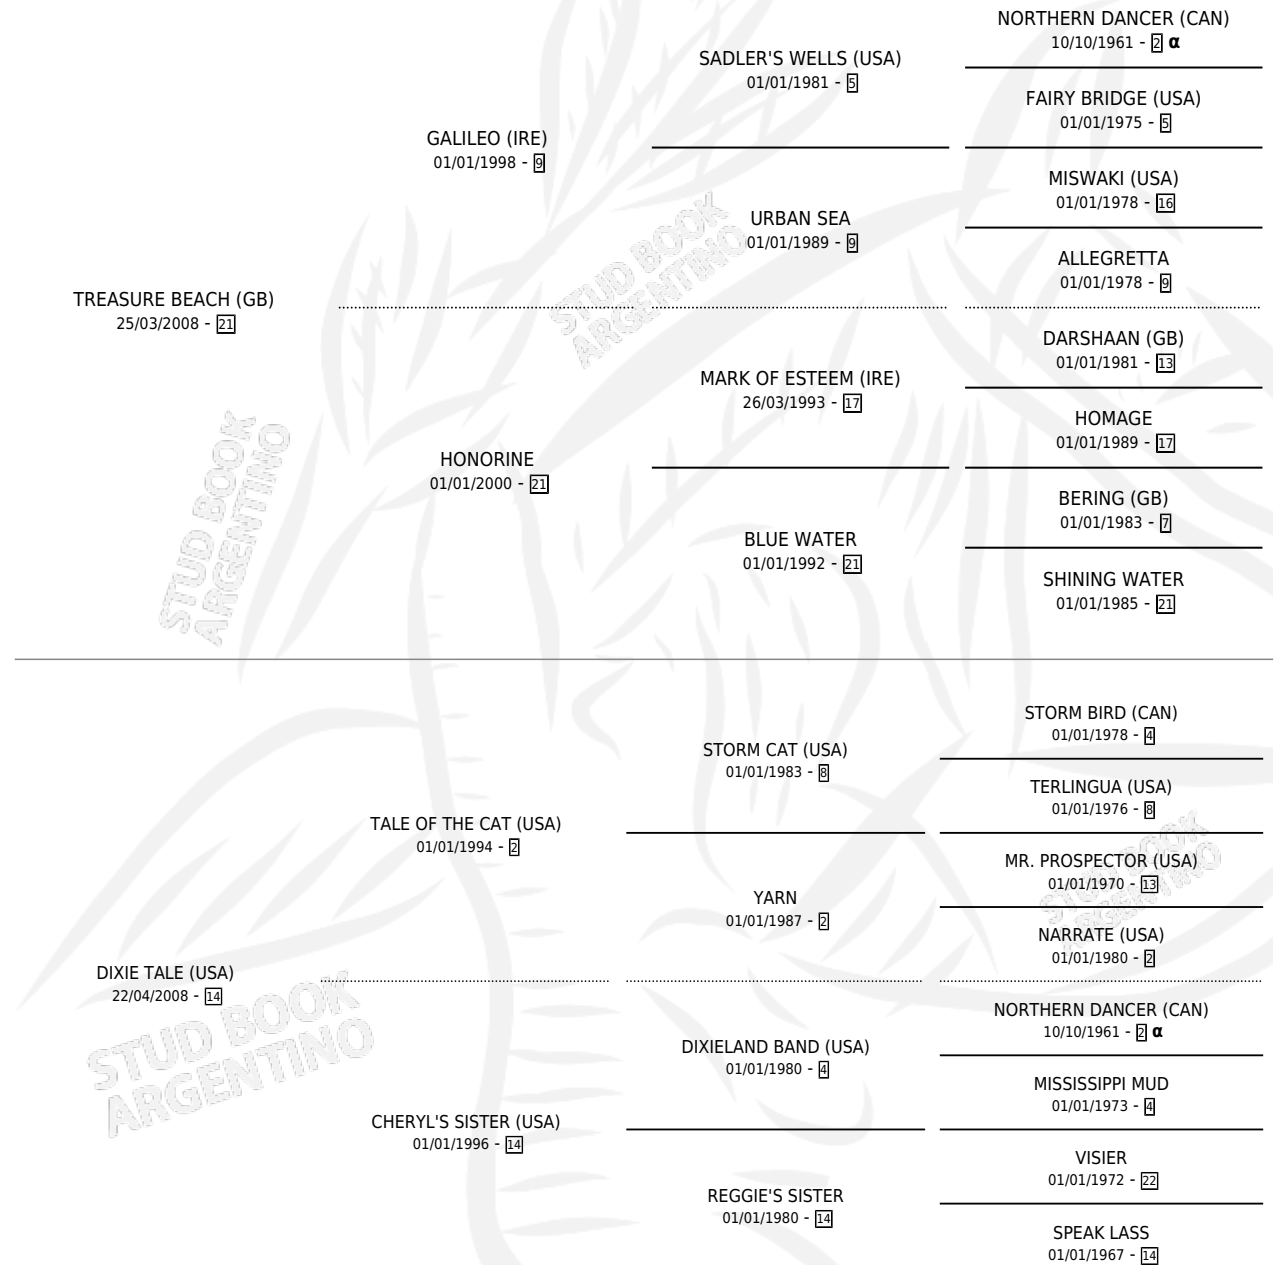 NORTHERN DANCER (CAN)
10/10/1961 - 2 α
SADLER'S WELLS (USA)
01/01/1981 - 5
FAIRY BRIDGE (USA)
01/01/1975 - 5
GALILEO (IRE)
01/01/1998 - 9
MISWAKI (USA)
01/01/1978 - 16
URBAN SEA
01/01/1989 - 9
ALLEGRETTA
01/01/1978 - 9
TREASURE BEACH (GB)
25/03/2008 - 21
DARSHAAN (GB)
01/01/1981 - 13
MARK OF ESTEEM (IRE)
26/03/1993 - 17
HOMAGE
01/01/1989 - 17
HONORINE
01/01/2000 - 21
BERING (GB)
01/01/1983 - 7
BLUE WATER
01/01/1992 - 21
SHINING WATER
01/01/1985 - 21
STORM BIRD (CAN)
01/01/1978 - 4
STORM CAT (USA)
01/01/1983 - 8
TERLINGUA (USA)
01/01/1976 - 8
TALE OF THE CAT (USA)
01/01/1994 - 2
MR. PROSPECTOR (USA)
01/01/1970 - 13
YARN
01/01/1987 - 2
NARRATE (USA)
01/01/1980 - 2
DIXIE TALE (USA)
22/04/2008 - 14
NORTHERN DANCER (CAN)
10/10/1961 - 2 α
DIXIELAND BAND (USA)
01/01/1980 - 4
MISSISSIPPI MUD
01/01/1973 - 4
CHERYL'S SISTER (USA)
01/01/1996 - 14
VISIER
01/01/1972 - 22
REGGIE'S SISTER
01/01/1980 - 14
SPEAK LASS
01/01/1967 - 14
STUD BOOK
ARGENTINO
STUD BOOK
ARGENTINO
STUD BOOK
ARGENTINO
STUD BOOK
ARGENTINO